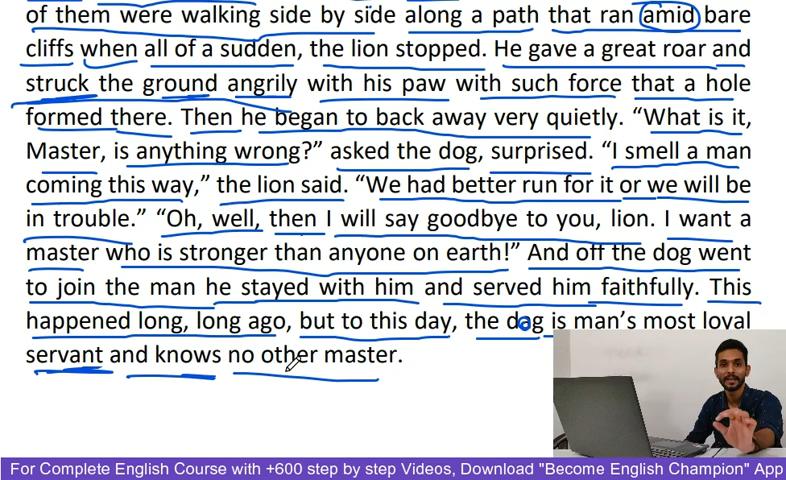 of them were walking side by side along a path that ran amid bare
cliffs when all of a sudden, the lion stopped. He gave a great roar and
struck the ground angrily with his paw with such force that a hole
formed there. Then he began to back away very quietly. “What is it,
Master, is anything wrong?” asked the dog, surprised. “I smell a man
coming this way,” the lion said. “We had better run for it or we will be
in trouble.” “Oh, well, then I will say goodbye to you, lion. I want a
master who is stronger than anyone on earth!” And off the dog went
to join the man he stayed with him and served him faithfully. This
happened long, long ago, but to this day, the dog is man’s most loyal
servant and knows no other master.
For Complete English Course with +600 step by step Videos, Download "Become English Champion" App